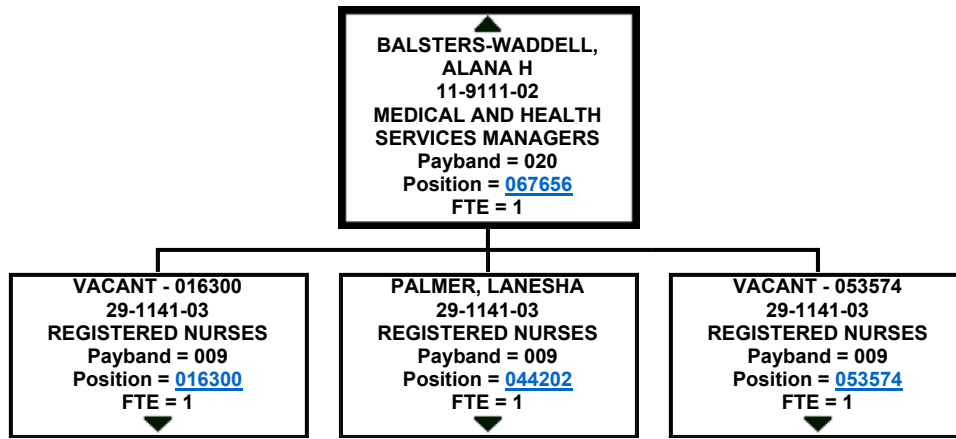 BALSTERS-WADDELL,
ALANA H
11-9111-02
MEDICAL AND HEALTH
SERVICES MANAGERS
Payband = 020
Position = 067656
FTE = 1
VACANT - 016300
29-1141-03
REGISTERED NURSES
Payband = 009
Position = 016300
FTE = 1
PALMER, LANESHA
29-1141-03
REGISTERED NURSES
Payband = 009
Position = 044202
FTE = 1
VACANT - 053574
29-1141-03
REGISTERED NURSES
Payband = 009
Position = 053574
FTE = 1